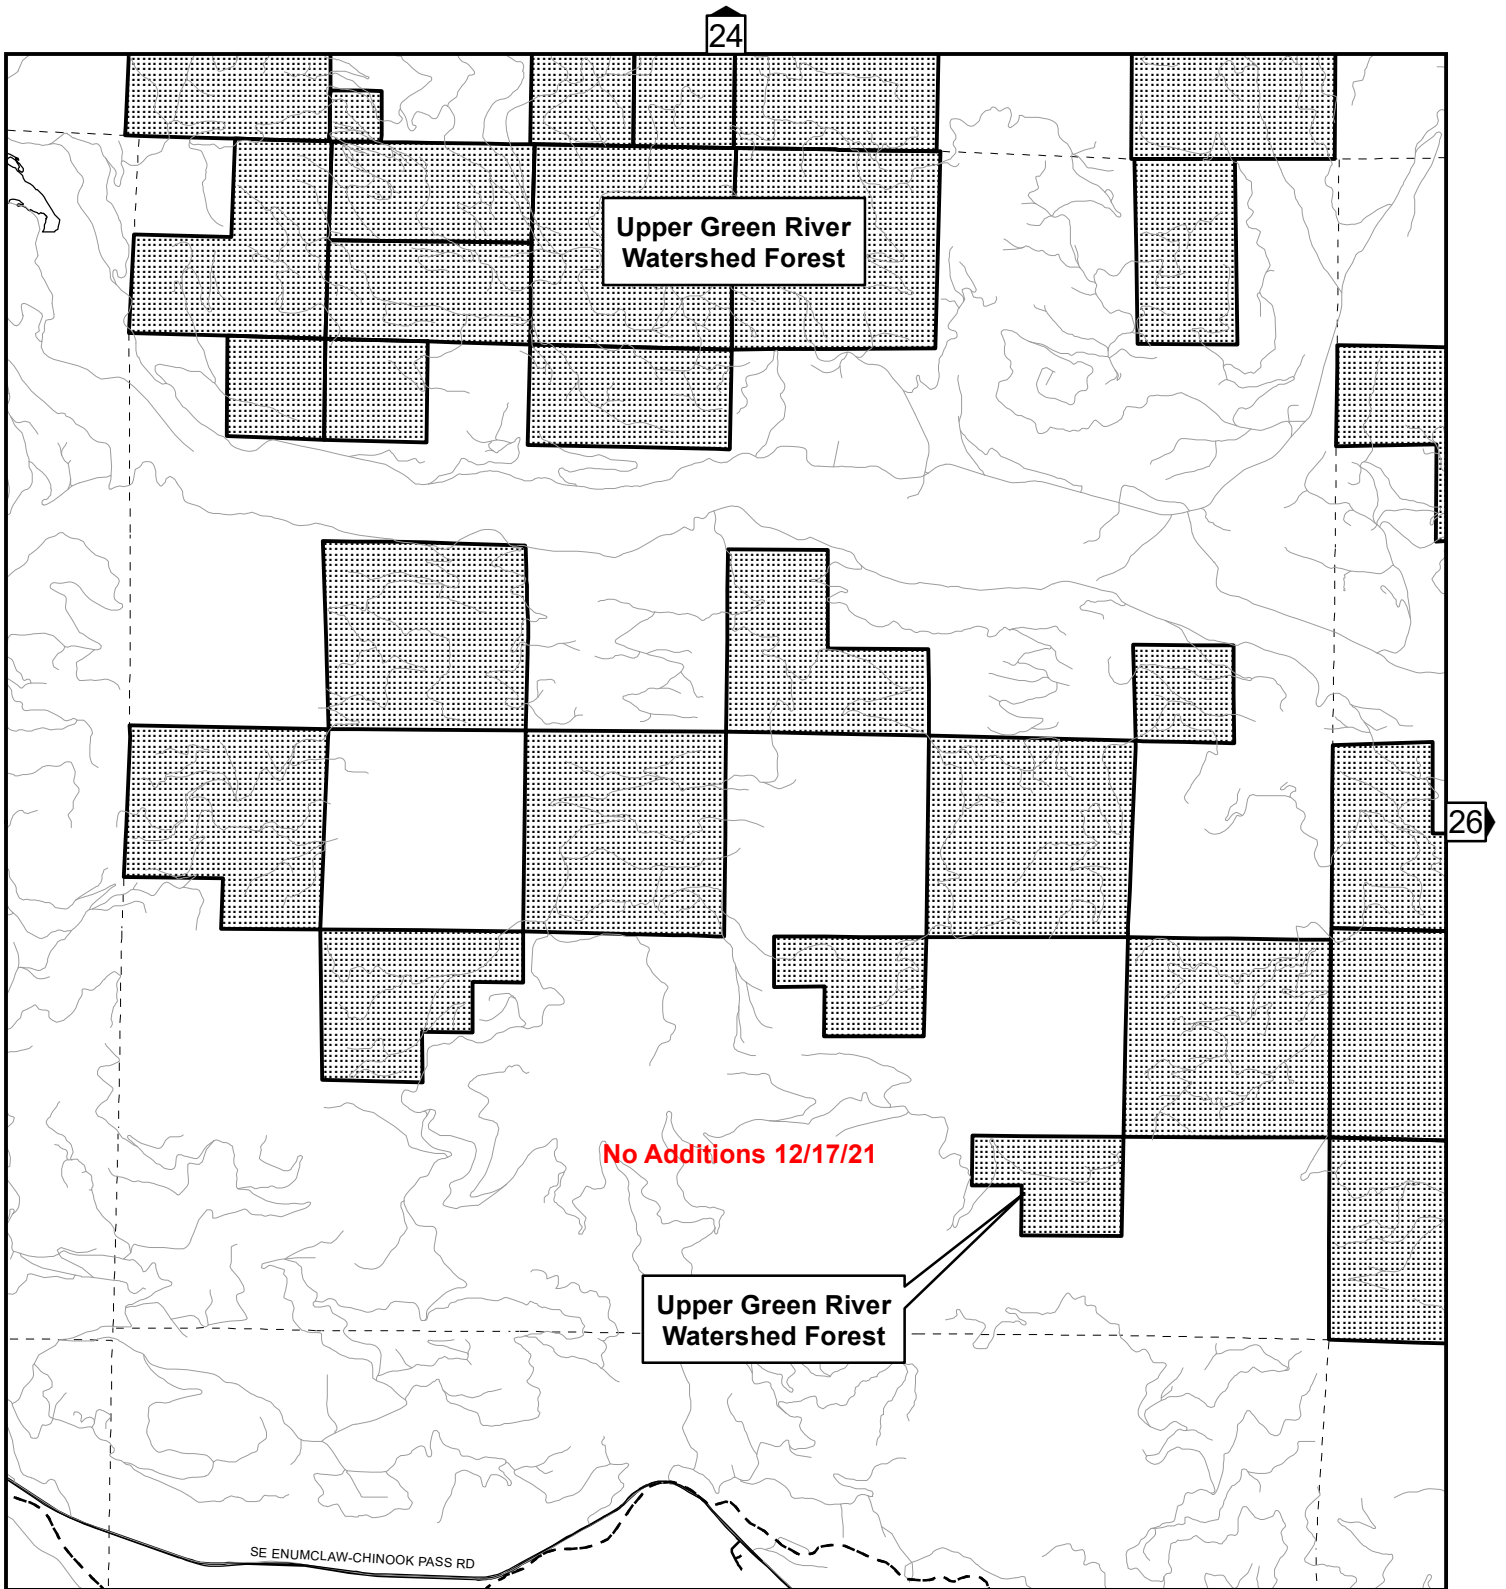 24
Upper Green River
Watershed Forest
26
No Additions 12/17/21
Upper Green River
Watershed Forest
SE ENUMCLAW-CHINOOK PASS RD